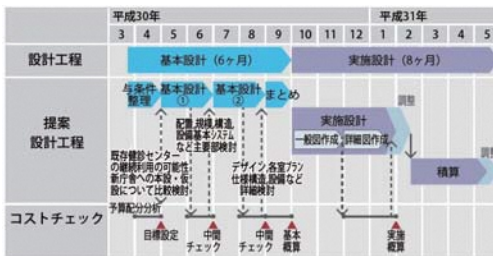 平成30年 平成31年
3 4 5 6 7 8 9 10 11 12 1 2 3 4 5
設計工程
基本設計(6ヶ月)
実施設計(8ヶ月)
提案
設計工程
与条件
整理
基本設計
①
基本設計
②
まとめ
実施設計
一般図作成 詳細図作成
調整
積算
調整
配置、規模、構造、
設備基本システム
など主要部検討
既存健診センター
の継続利用の可能性
新庁舎への本設・仮
設について比較検討
デザイン、各室プラン
仕様構造、設備など
詳細検討
コストチェック
予算配分分析
目標設定
中間
チェック
中間
チェック
基本
概算
実施
概算